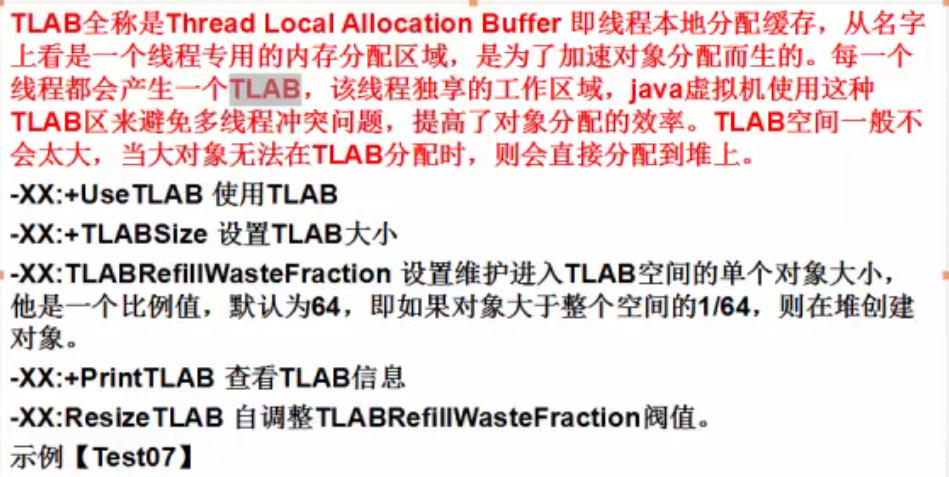 TLAB全称是Thread Local Allocation Buffer 即线程本地分配缓存，从名字
上看是一个线程专用的内存分配区域，是为了加速对象分配而生的。每一个
线程都会产生一个TLAB，该线程独享的工作区域，java虚拟机使用这种
TLAB区来避免多线程冲突问题，提高了对象分配的效率。TLAB空间一般不
会太大，当大对象无法在TLAB分配时，则会直接分配到堆上。
-XX:+UseTLAB 使用TLAB
-XX:+TLABSize 设置TLAB大小
-XX:TLABRefillWasteFraction 设置维护进入TLAB空间的单个对象大小，
他是一个比例值，默认为64，即如果对象大于整个空间的1/64，则在堆创建
对象。
-XX:+PrintTLAB 查看TLAB信息
-XX:ResizeTLAB 自调整TLABRefillWasteFraction阀值。
示例【Test07】